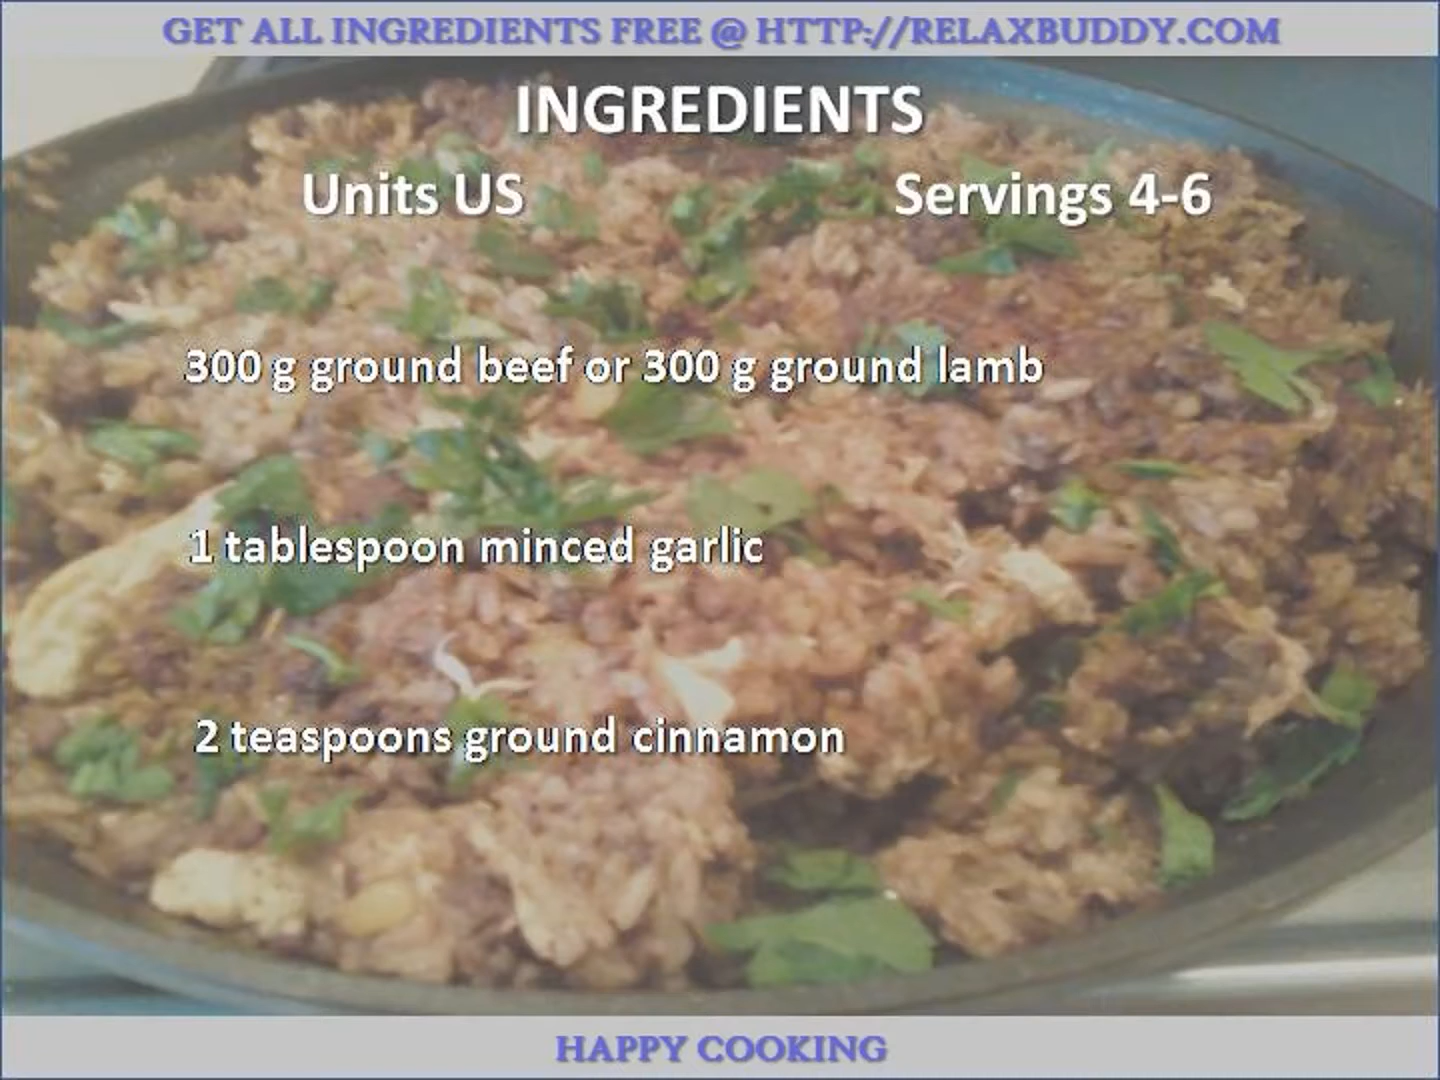 GET ALL INGREDIENTS FREE @ HTTP://RELAXBUDDY.COM
INGREDIENTS
Units US Servings 4-6
300 g ground beef or 300 g ground lamb
1 tablespoon minced garlic
2 teaspoons ground cinnamon
HAPPY COOKING